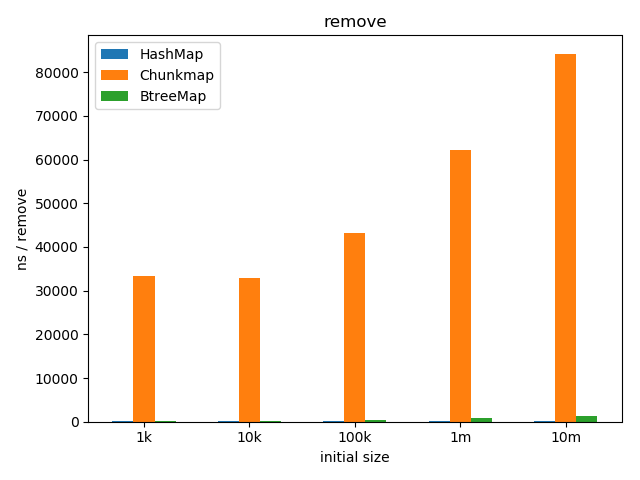 remove
HashMap
Chunkmap
BtreeMap
ns / remove
80000
70000
60000
50000
40000
30000
20000
10000
0
1k 10k 100k 1m 10m
initial size